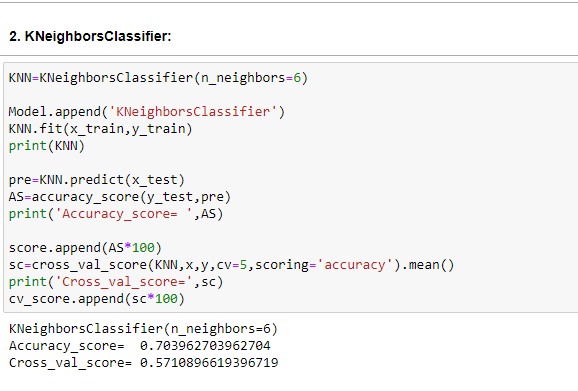 2. KNeighborsClassifier:
KNN=KNeighborsClassifier(n_neighbors=6)
Model.append('KNeighborsClassifier')
KNN.fit(x_train,y_train)
print(KNN)
pre=KNN.predict(x_test)
AS=accuracy_score(y_test,pre)
print('Accuracy_score= ',AS)
score.append(AS*100)
sc=cross_val_score(KNN,x,y,cv=5,scoring='accuracy').mean()
print('Cross_val_score=',sc)
cv_score.append(sc*100)
KNeighborsClassifier(n_neighbors=6)
Accuracy_score=  0.703962703962704
Cross_val_score= 0.5710896619396719